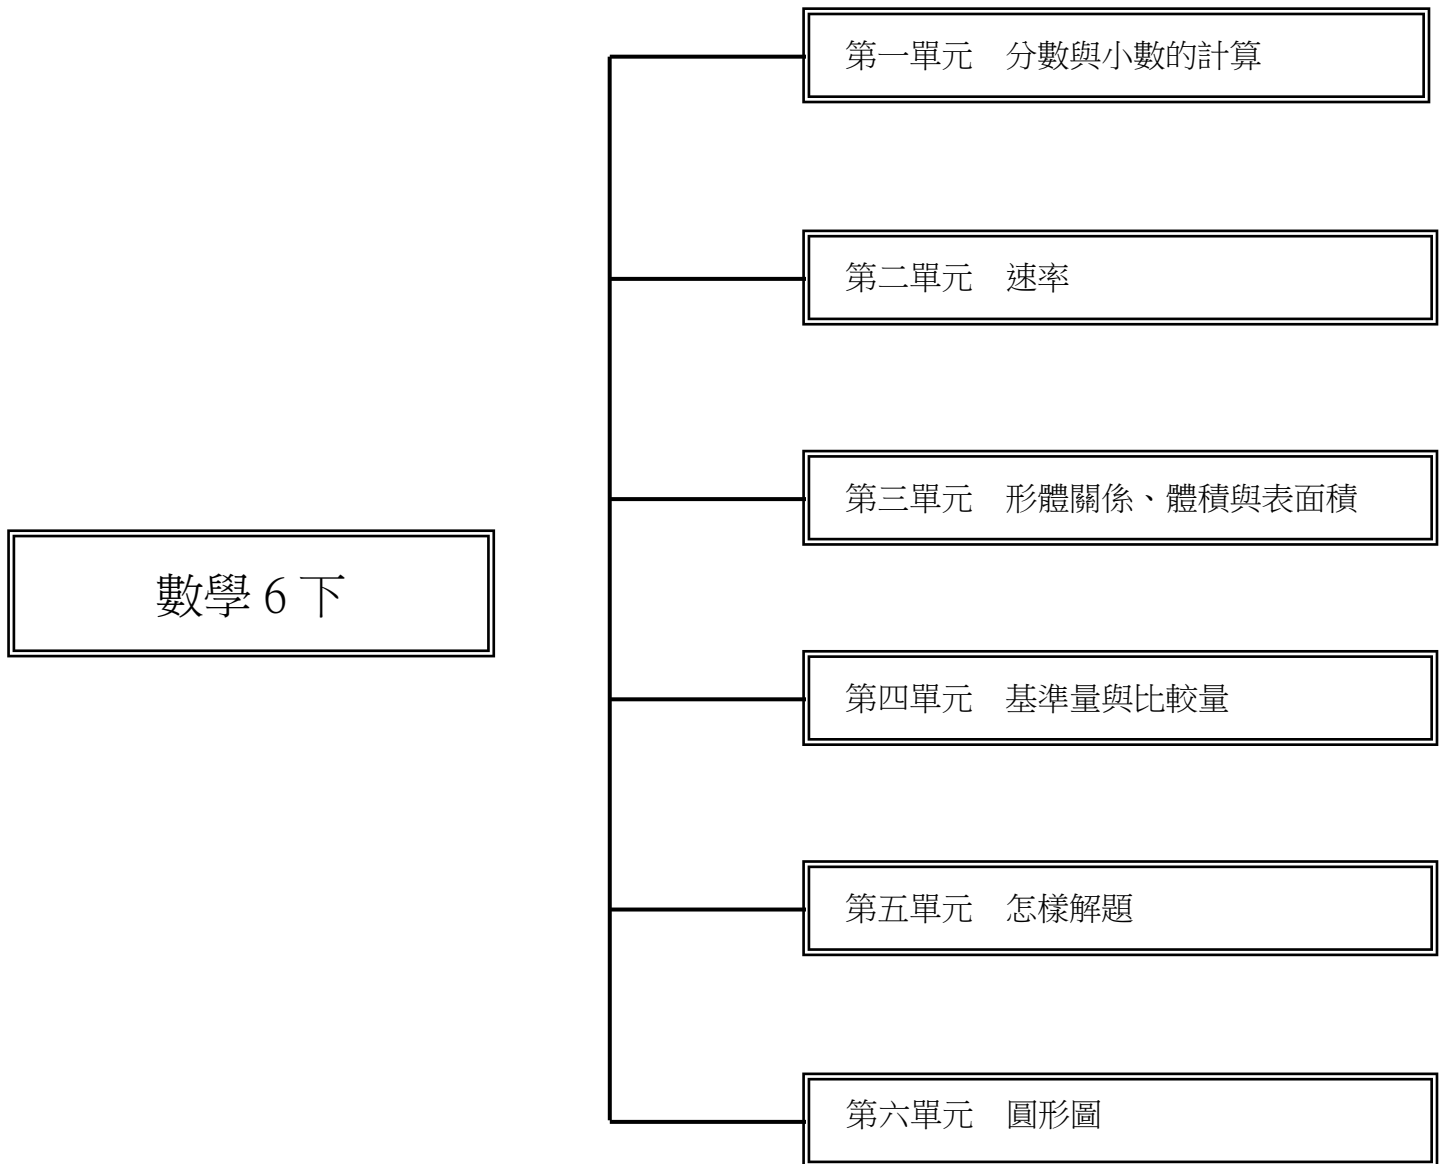 第一單元　分數與小數的計算
第二單元　速率
第三單元　形體關係、體積與表面積
數學 6 下
第四單元　基準量與比較量
第五單元　怎樣解題
第六單元　圓形圖